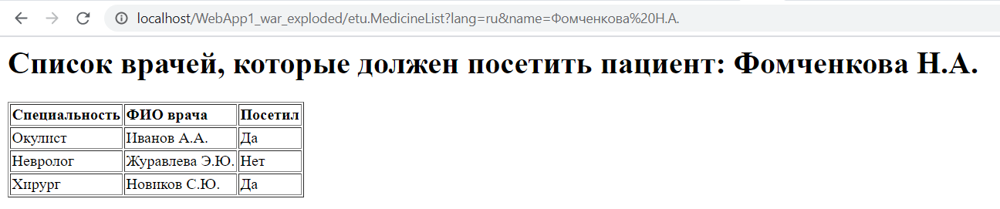 localhost/WebApp1_war_exploded/etu.MedicineList?lang=ru&name=Фомченкова%20Н.А.
Список врачей, которые должен посетить пациент: Фомченкова Н.А.
Специальность ФИО врача Посетил
Окулист Иванов А.А. Да
Невролог Журавлева Э.Ю. Нет
Хирург Новиков С.Ю. Да